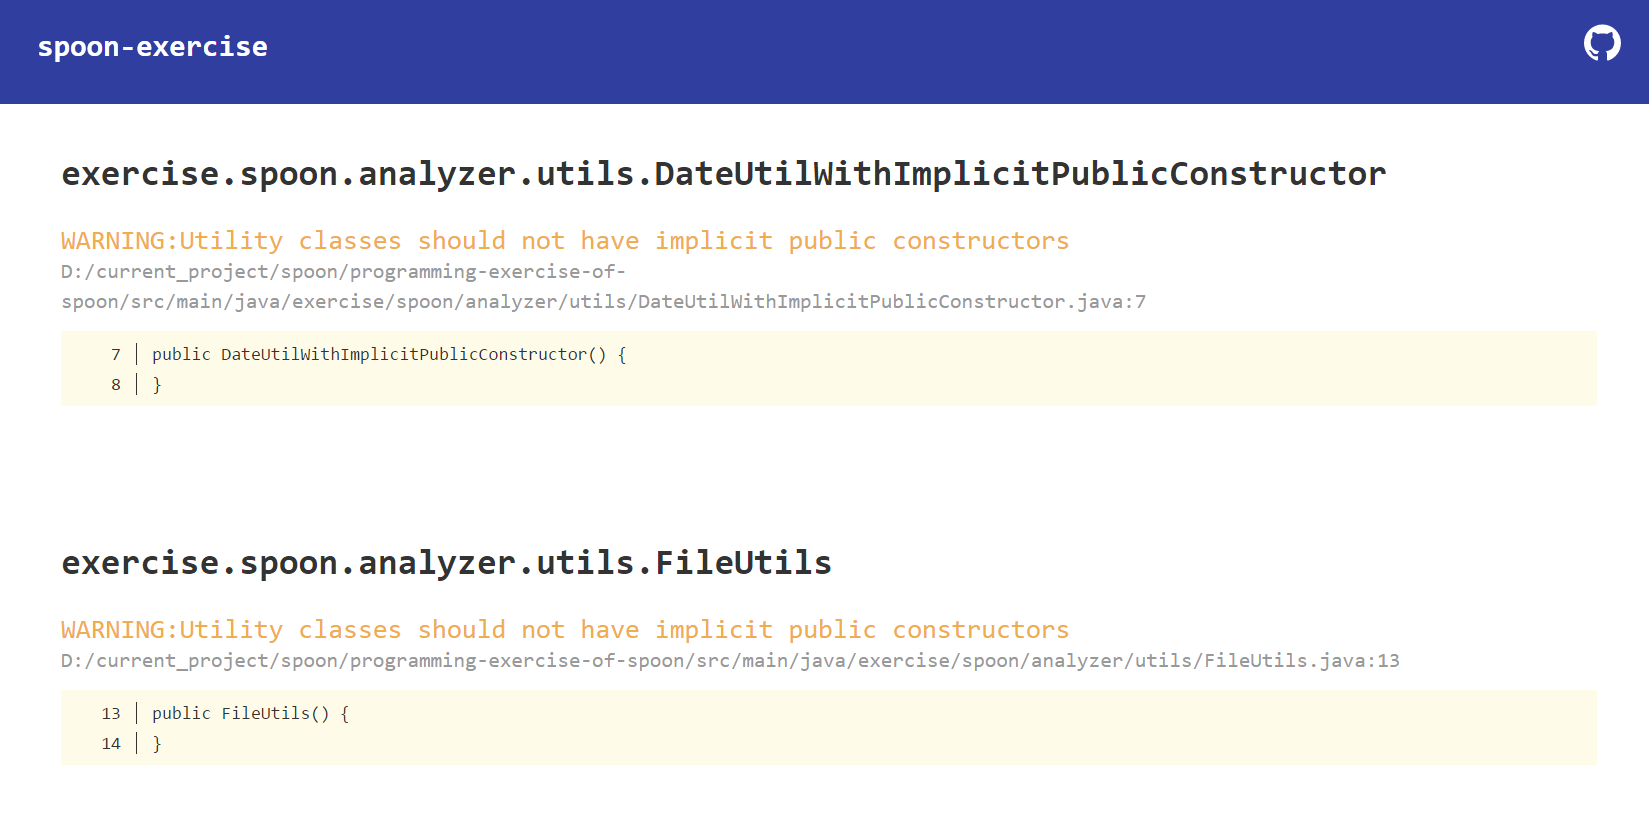 spoon-exercise
exercise.spoon.analyzer.utils.DateUtilWithImplicitPublicConstructor
WARNING:Utility classes should not have implicit public constructors
D:/current_project/spoon/programming-exercise-of-
spoon/src/main/java/exercise/spoon/analyzer/utils/DateUtilWithImplicitPublicConstructor.java:7
7 public DateUtilWithImplicitPublicConstructor() {
8 }
exercise.spoon.analyzer.utils.FileUtils
WARNING:Utility classes should not have implicit public constructors
D:/current_project/spoon/programming-exercise-of-spoon/src/main/java/exercise/spoon/analyzer/utils/FileUtils.java:13
13 public FileUtils() {
14 }